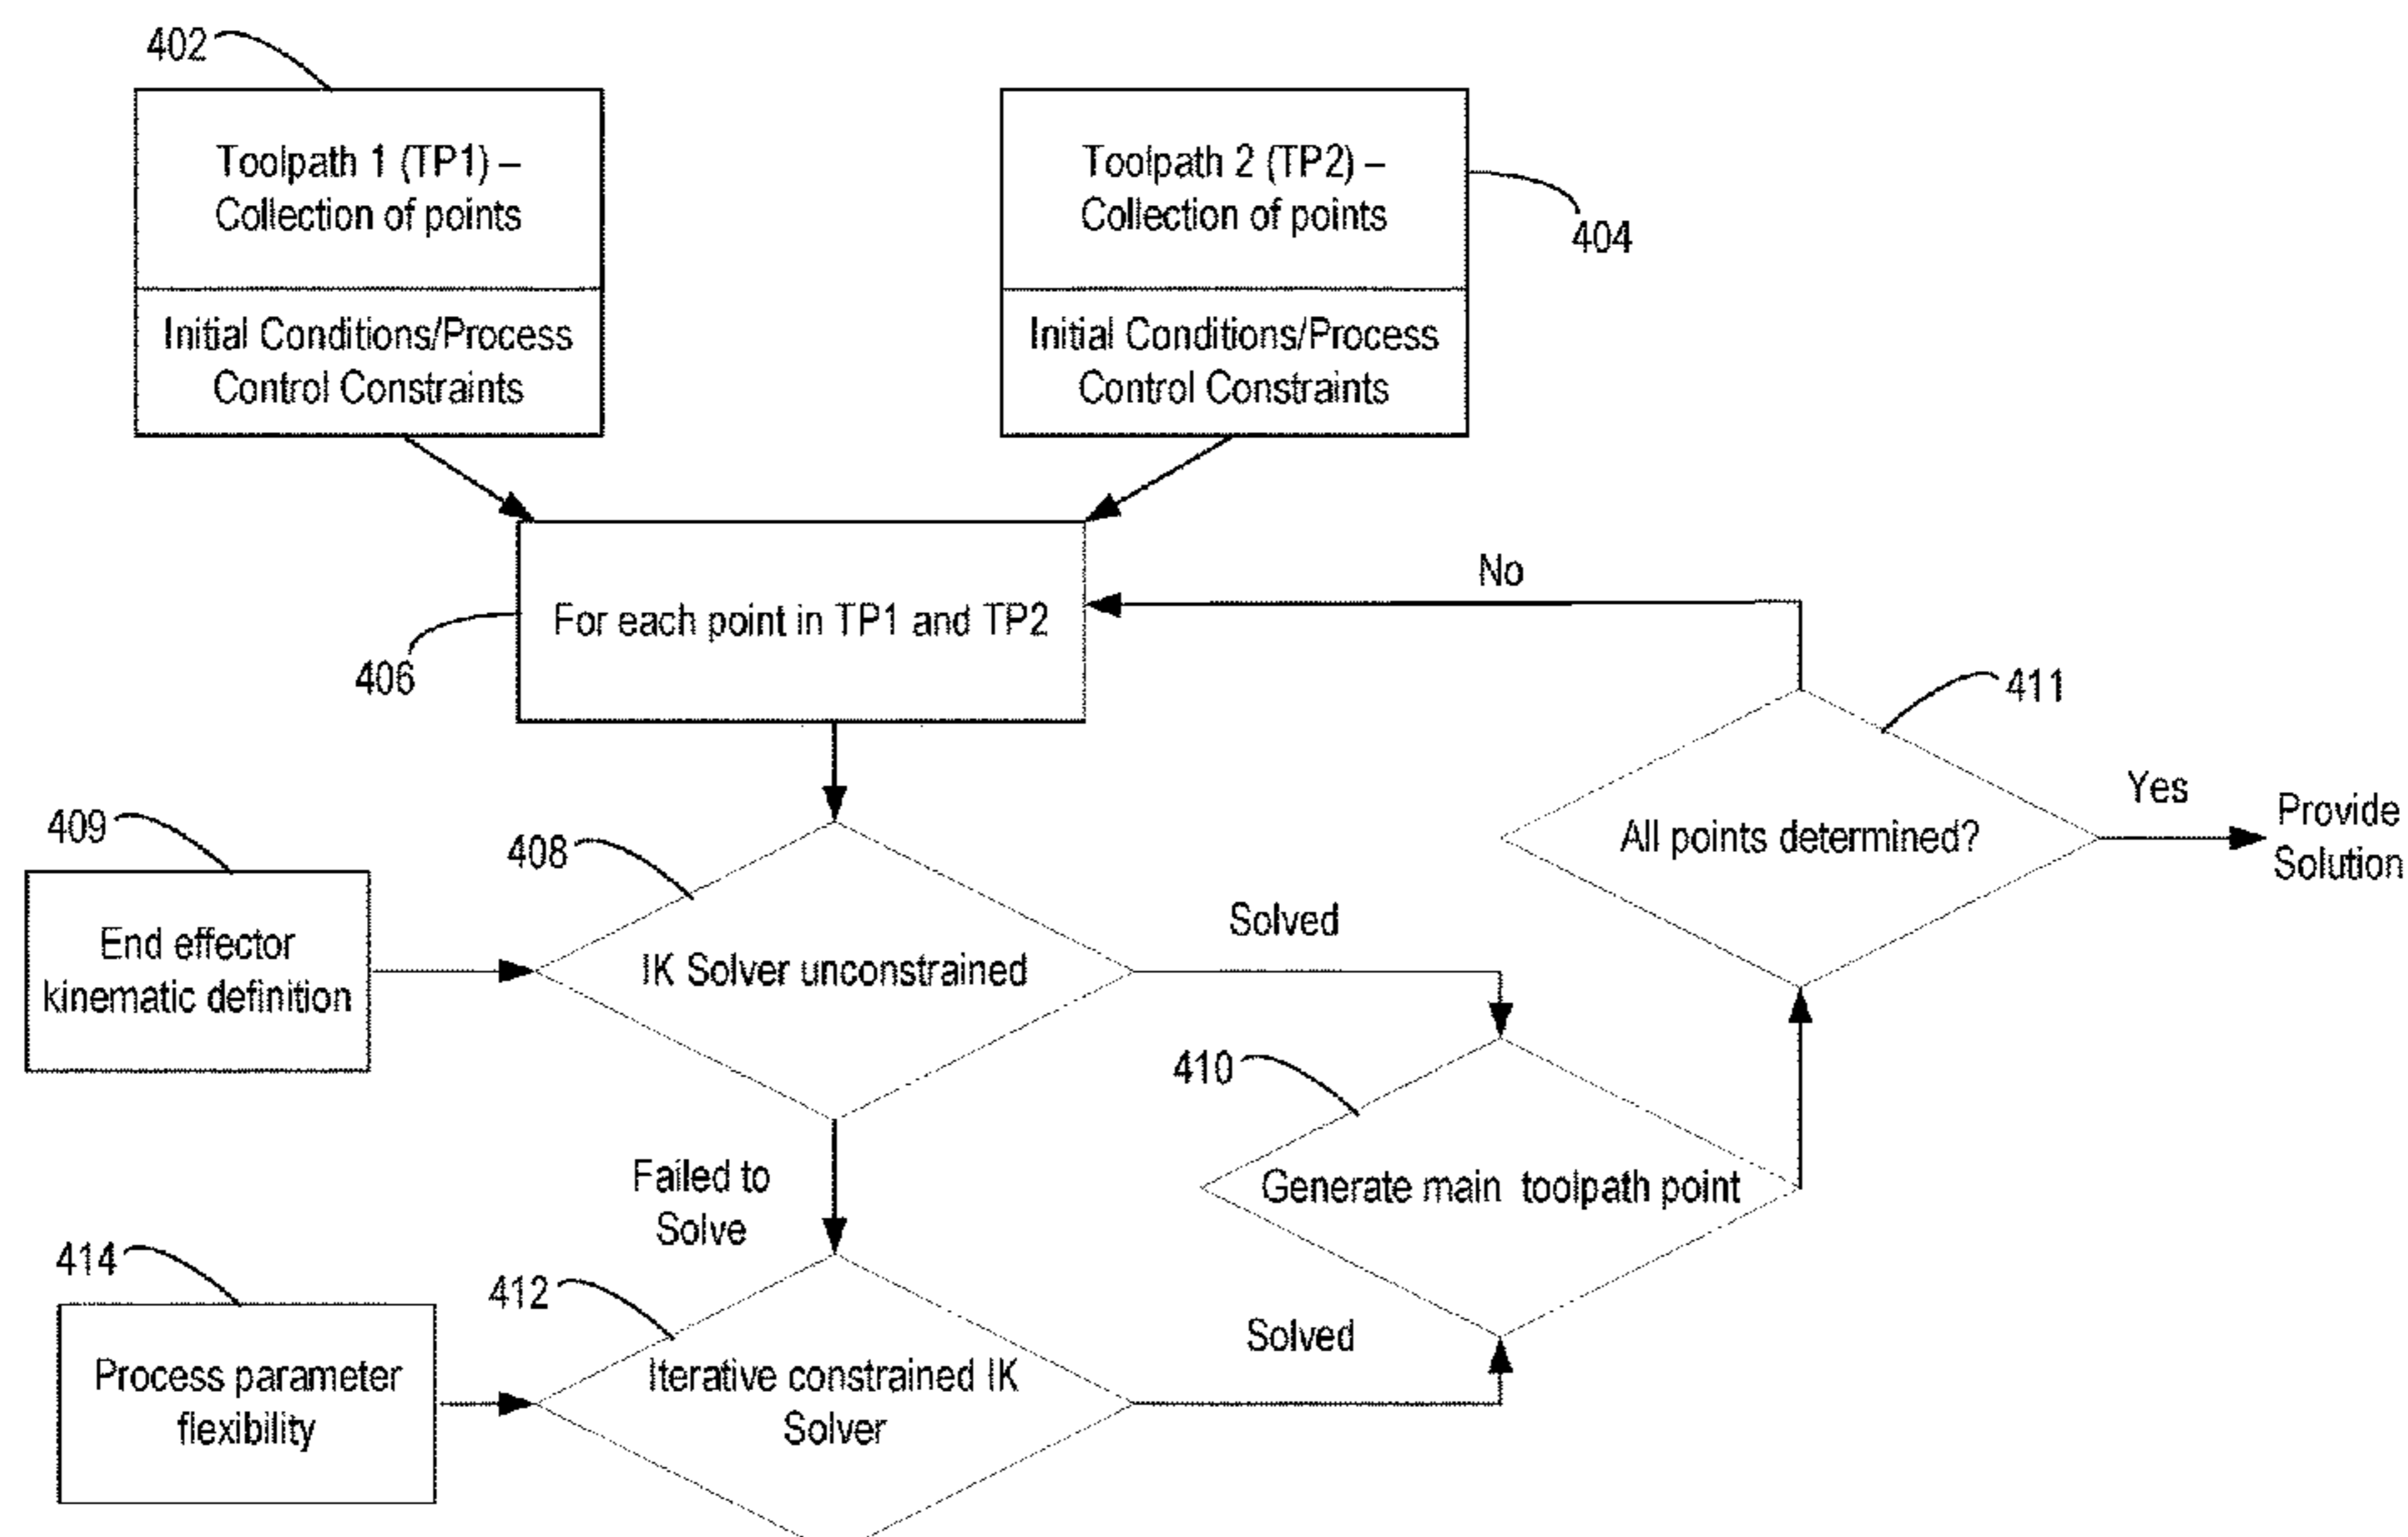 402
Toolpath 1 (TP1) –
Collection of points
Initial Conditions/Process
Control Constraints
Toolpath 2 (TP2) –
Collection of points
404
Initial Conditions/Process
Control Constraints
For each point in TP1 and TP2
406
No
411
All points determined?
Yes
Provide
Solution
409
End effector
kinematic definition
408
IK Solver unconstrained
Solved
410
Generate main toolpath point
Failed to
Solve
414
Process parameter
flexibility
412
Iterative constrained IK
Solver
Solved